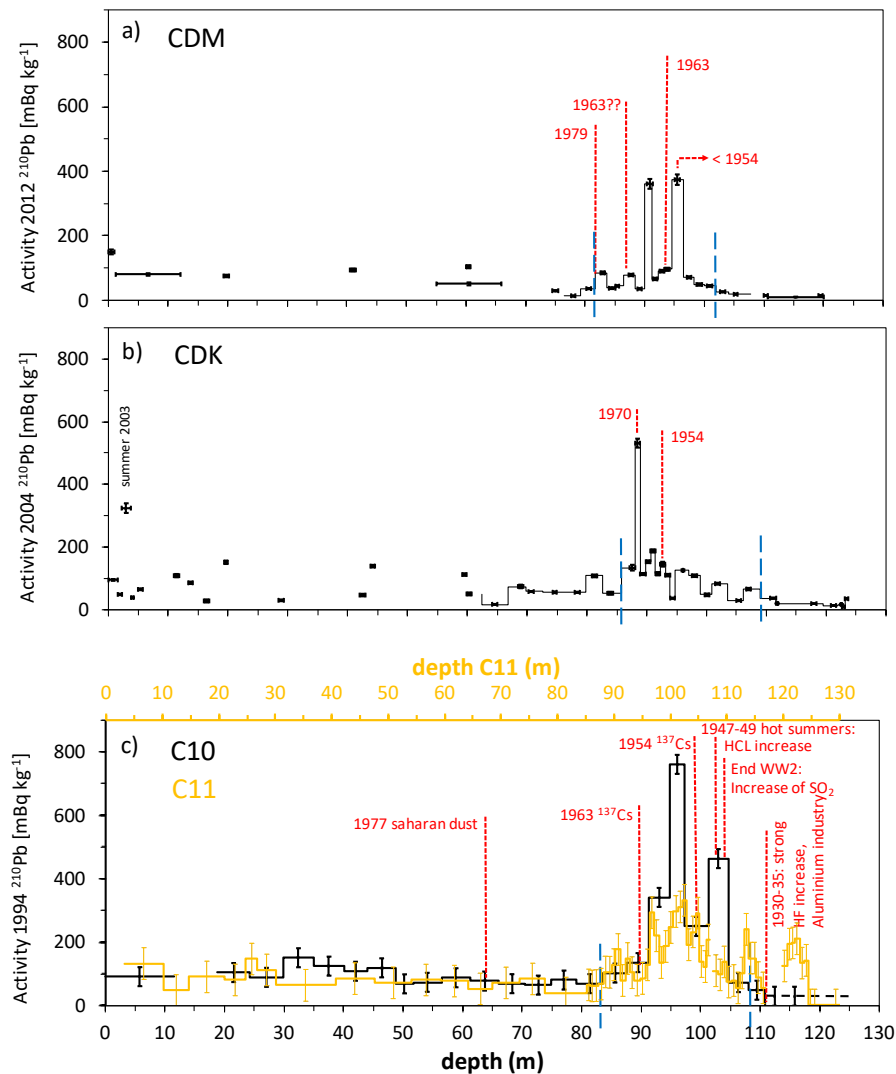 a) CDM
Activity 2012 ²¹⁰Pb [mBq kg⁻¹]
800
600
400
200
0
1979
1963??
1963
< 1954
b) CDK
Activity 2004 ²¹⁰Pb [mBq kg⁻¹]
800
600
400
200
0
summer 2003
1970
1954
depth C11 (m)
0 10 20 30 40 50 60 70 80 90 100 110 120 130
c) C10
C11
Activity 1994 ²¹⁰Pb [mBq kg⁻¹]
800
600
400
200
0
1977 saharan dust
1963 ¹³⁷Cs
1954 ¹³⁷Cs
1947-49 hot summers:
HCL increase
End WW2:
Increase of SO₂
1930-35: strong
HF increase,
Aluminium industry
0 10 20 30 40 50 60 70 80 90 100 110 120 130
depth (m)